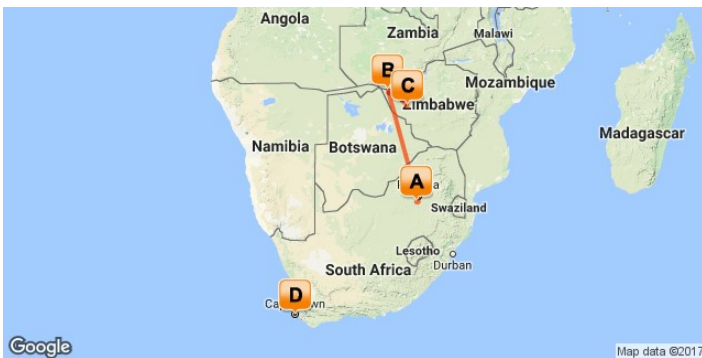 Angola
Zambia
Malawi
B
C
Zimbabwe
Mozambique
Madagascar
Namibia
Botswana
A
Swaziland
Lesotho
Durban
South Africa
D
Google
Map data ©2017